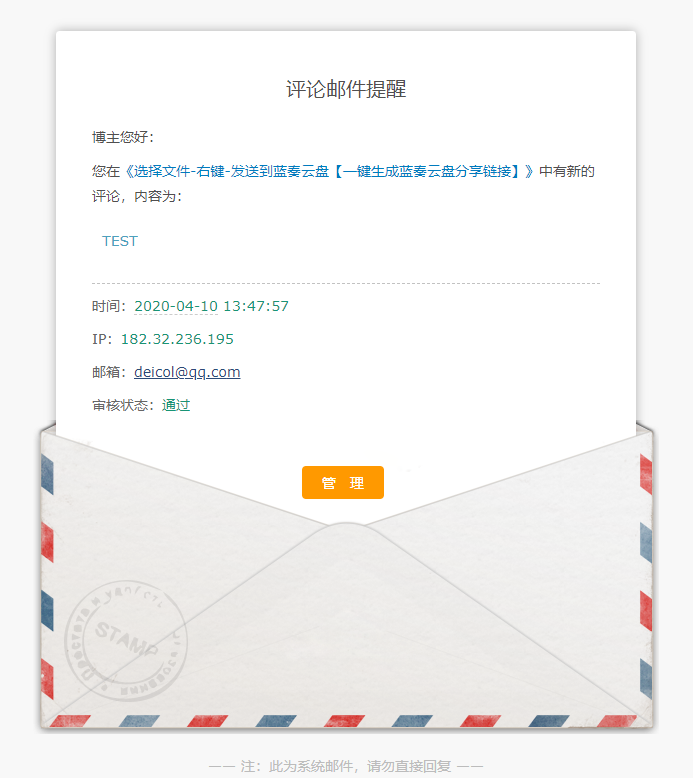 评论邮件提醒
博主您好：
您在《选择文件-右键-发送到蓝奏云盘【一键生成蓝奏云盘分享链接】》中有新的
评论，内容为：
TEST
时间：2020-04-10 13:47:57
IP：182.32.236.195
邮箱：deicol@qq.com
审核状态：通过
管 理
STAMP
—— 注：此为系统邮件，请勿直接回复 ——